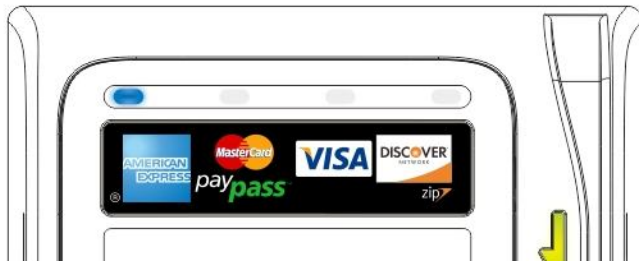 AMERICAN
EXPRESS
®
MasterCard
paypass
VISA
DISCOVER
NETWORK
zip